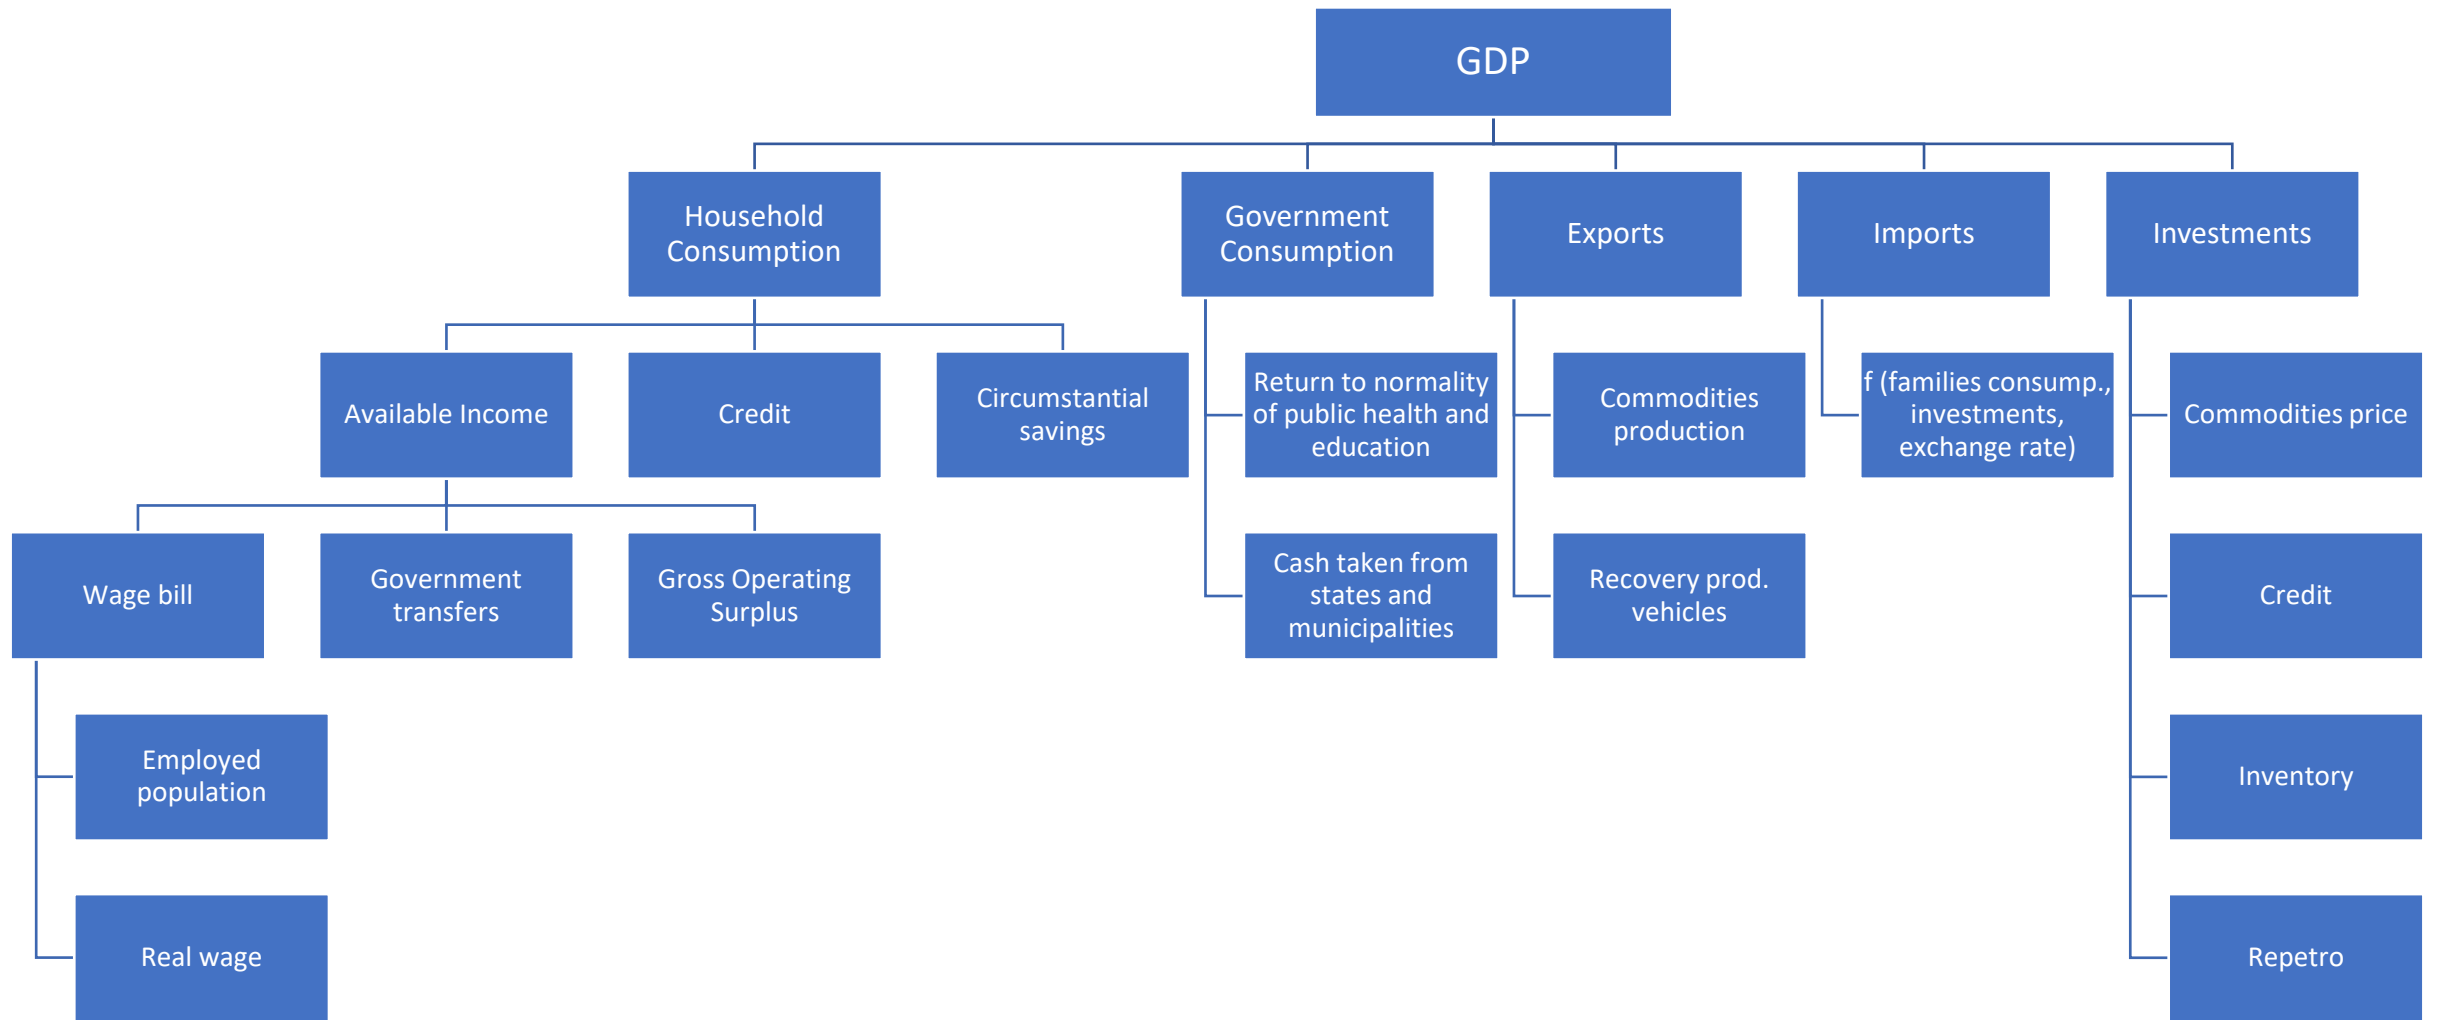 GDP
Household
Consumption
Government
Consumption
Exports
Imports
Investments
Available Income
Credit
Circumstantial
savings
Return to normality
of public health and
education
Commodities
production
f (families consump.,
investments,
exchange rate)
Commodities price
Wage bill
Government
transfers
Gross Operating
Surplus
Cash taken from
states and
municipalities
Recovery prod.
vehicles
Credit
Employed
population
Inventory
Real wage
Repetro